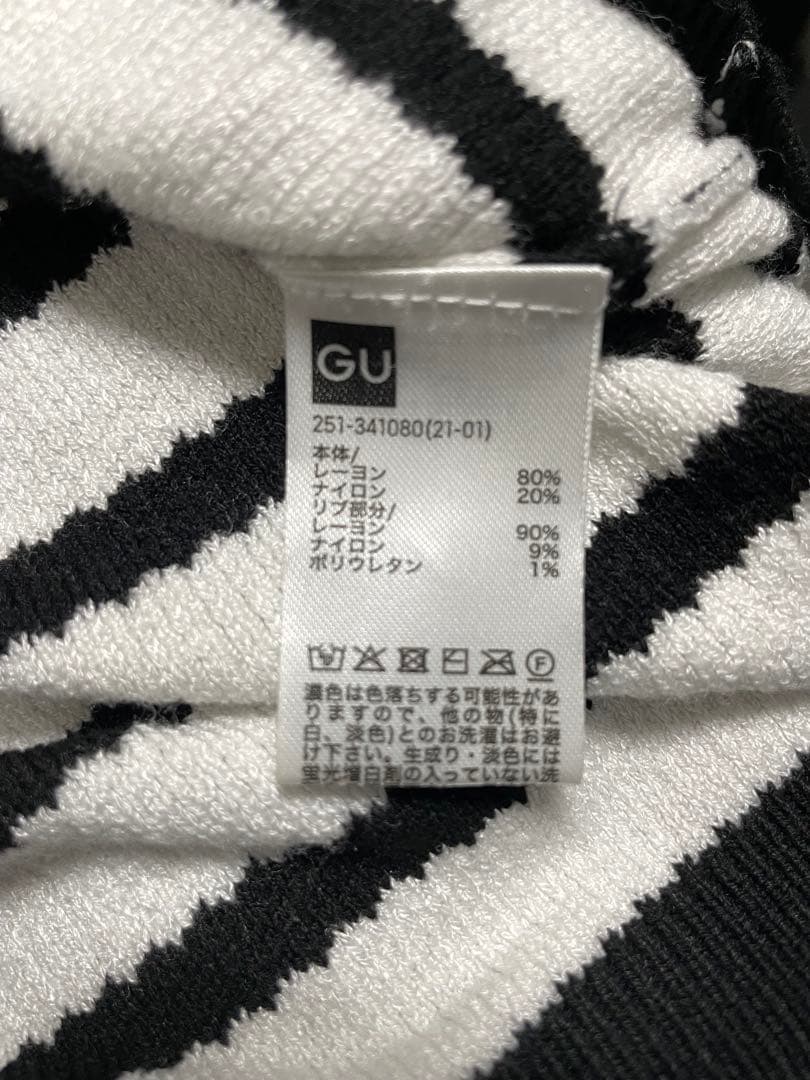 GU
251-341080(21-01)
本体/
レーヨン 80%
ナイロン 20%
リブ部分/
レーヨン 90%
ナイロン 9%
ポリウレタン 1%
F
濃色は色落ちする可能性があ
りますので、他の物(特に
白、淡色)とのお洗濯はお避
け下さい。生成り・淡色には
蛍光増白剤の入っていない洗